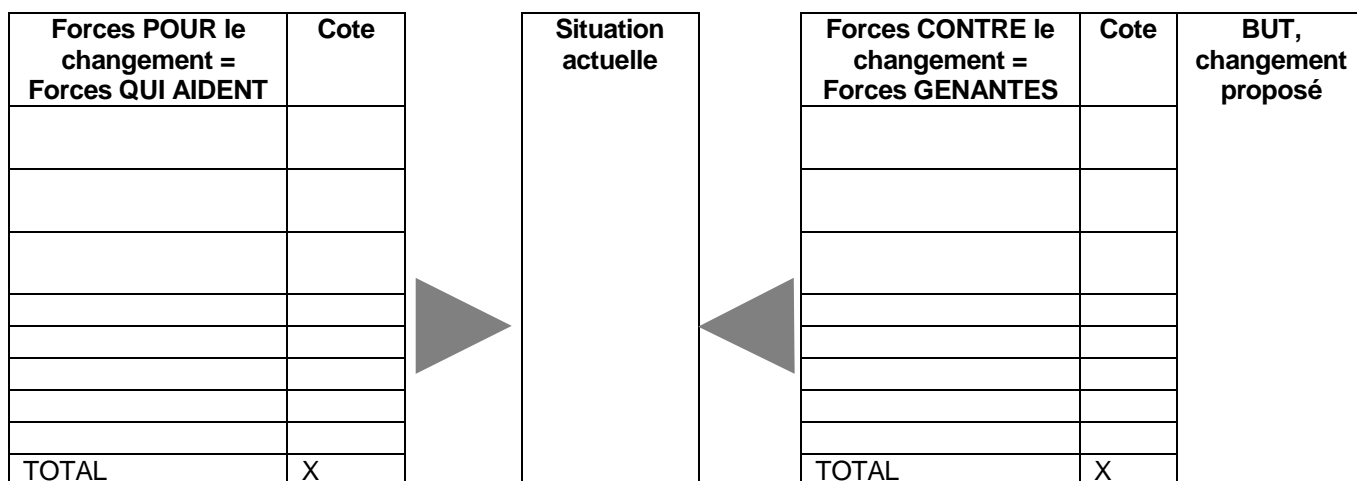 Forces POUR le
changement =
Forces QUI AIDENT
Cote
Situation
actuelle
Forces CONTRE le
changement =
Forces GENANTES
Cote
BUT,
changement
proposé
TOTAL
X
TOTAL
X